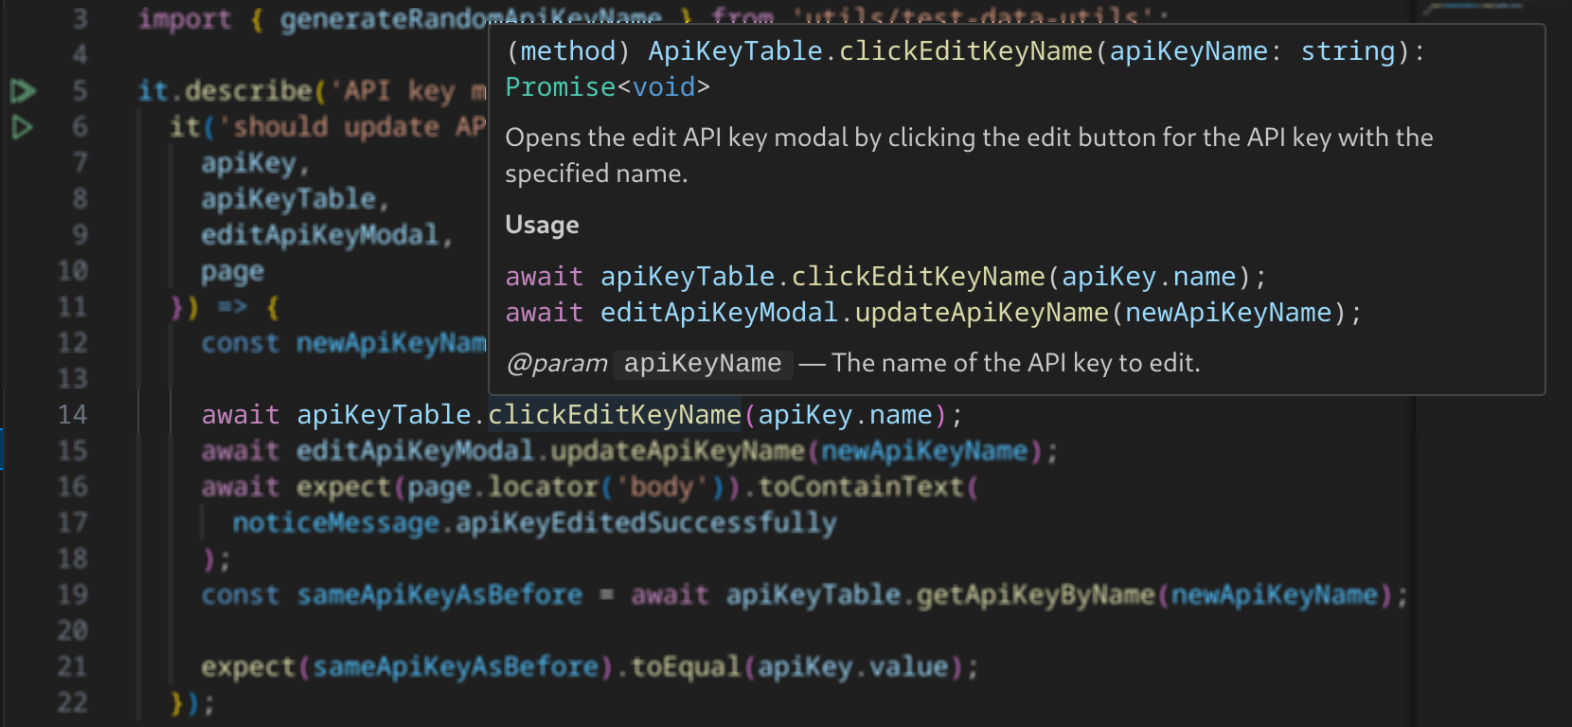 3 import { generateRandomApiKeyName } from 'utils/test-data-utils';
4
(method) ApiKeyTable.clickEditKeyName(apiKeyName: string):
Promise<void>
Opens the edit API key modal by clicking the edit button for the API key with the
specified name.
Usage
await apiKeyTable.clickEditKeyName(apiKey.name);
await editApiKeyModal.updateApiKeyName(newApiKeyName);
@param apiKeyName — The name of the API key to edit.
5 it.describe('API key m
6 it('should update AP
7 apiKey,
8 apiKeyTable,
9 editApiKeyModal,
10 page
11 }) => {
12 const newApiKeyNam
13
14 await apiKeyTable.clickEditKeyName(apiKey.name);
15 await editApiKeyModal.updateApiKeyName(newApiKeyName);
16 await expect(page.locator('body')).toContainText(
17 noticeMessage.apiKeyEditedSuccessfully
18 );
19 const sameApiKeyAsBefore = await apiKeyTable.getApiKeyByName(newApiKeyName);
20
21 expect(sameApiKeyAsBefore).toEqual(apiKey.value);
22 });